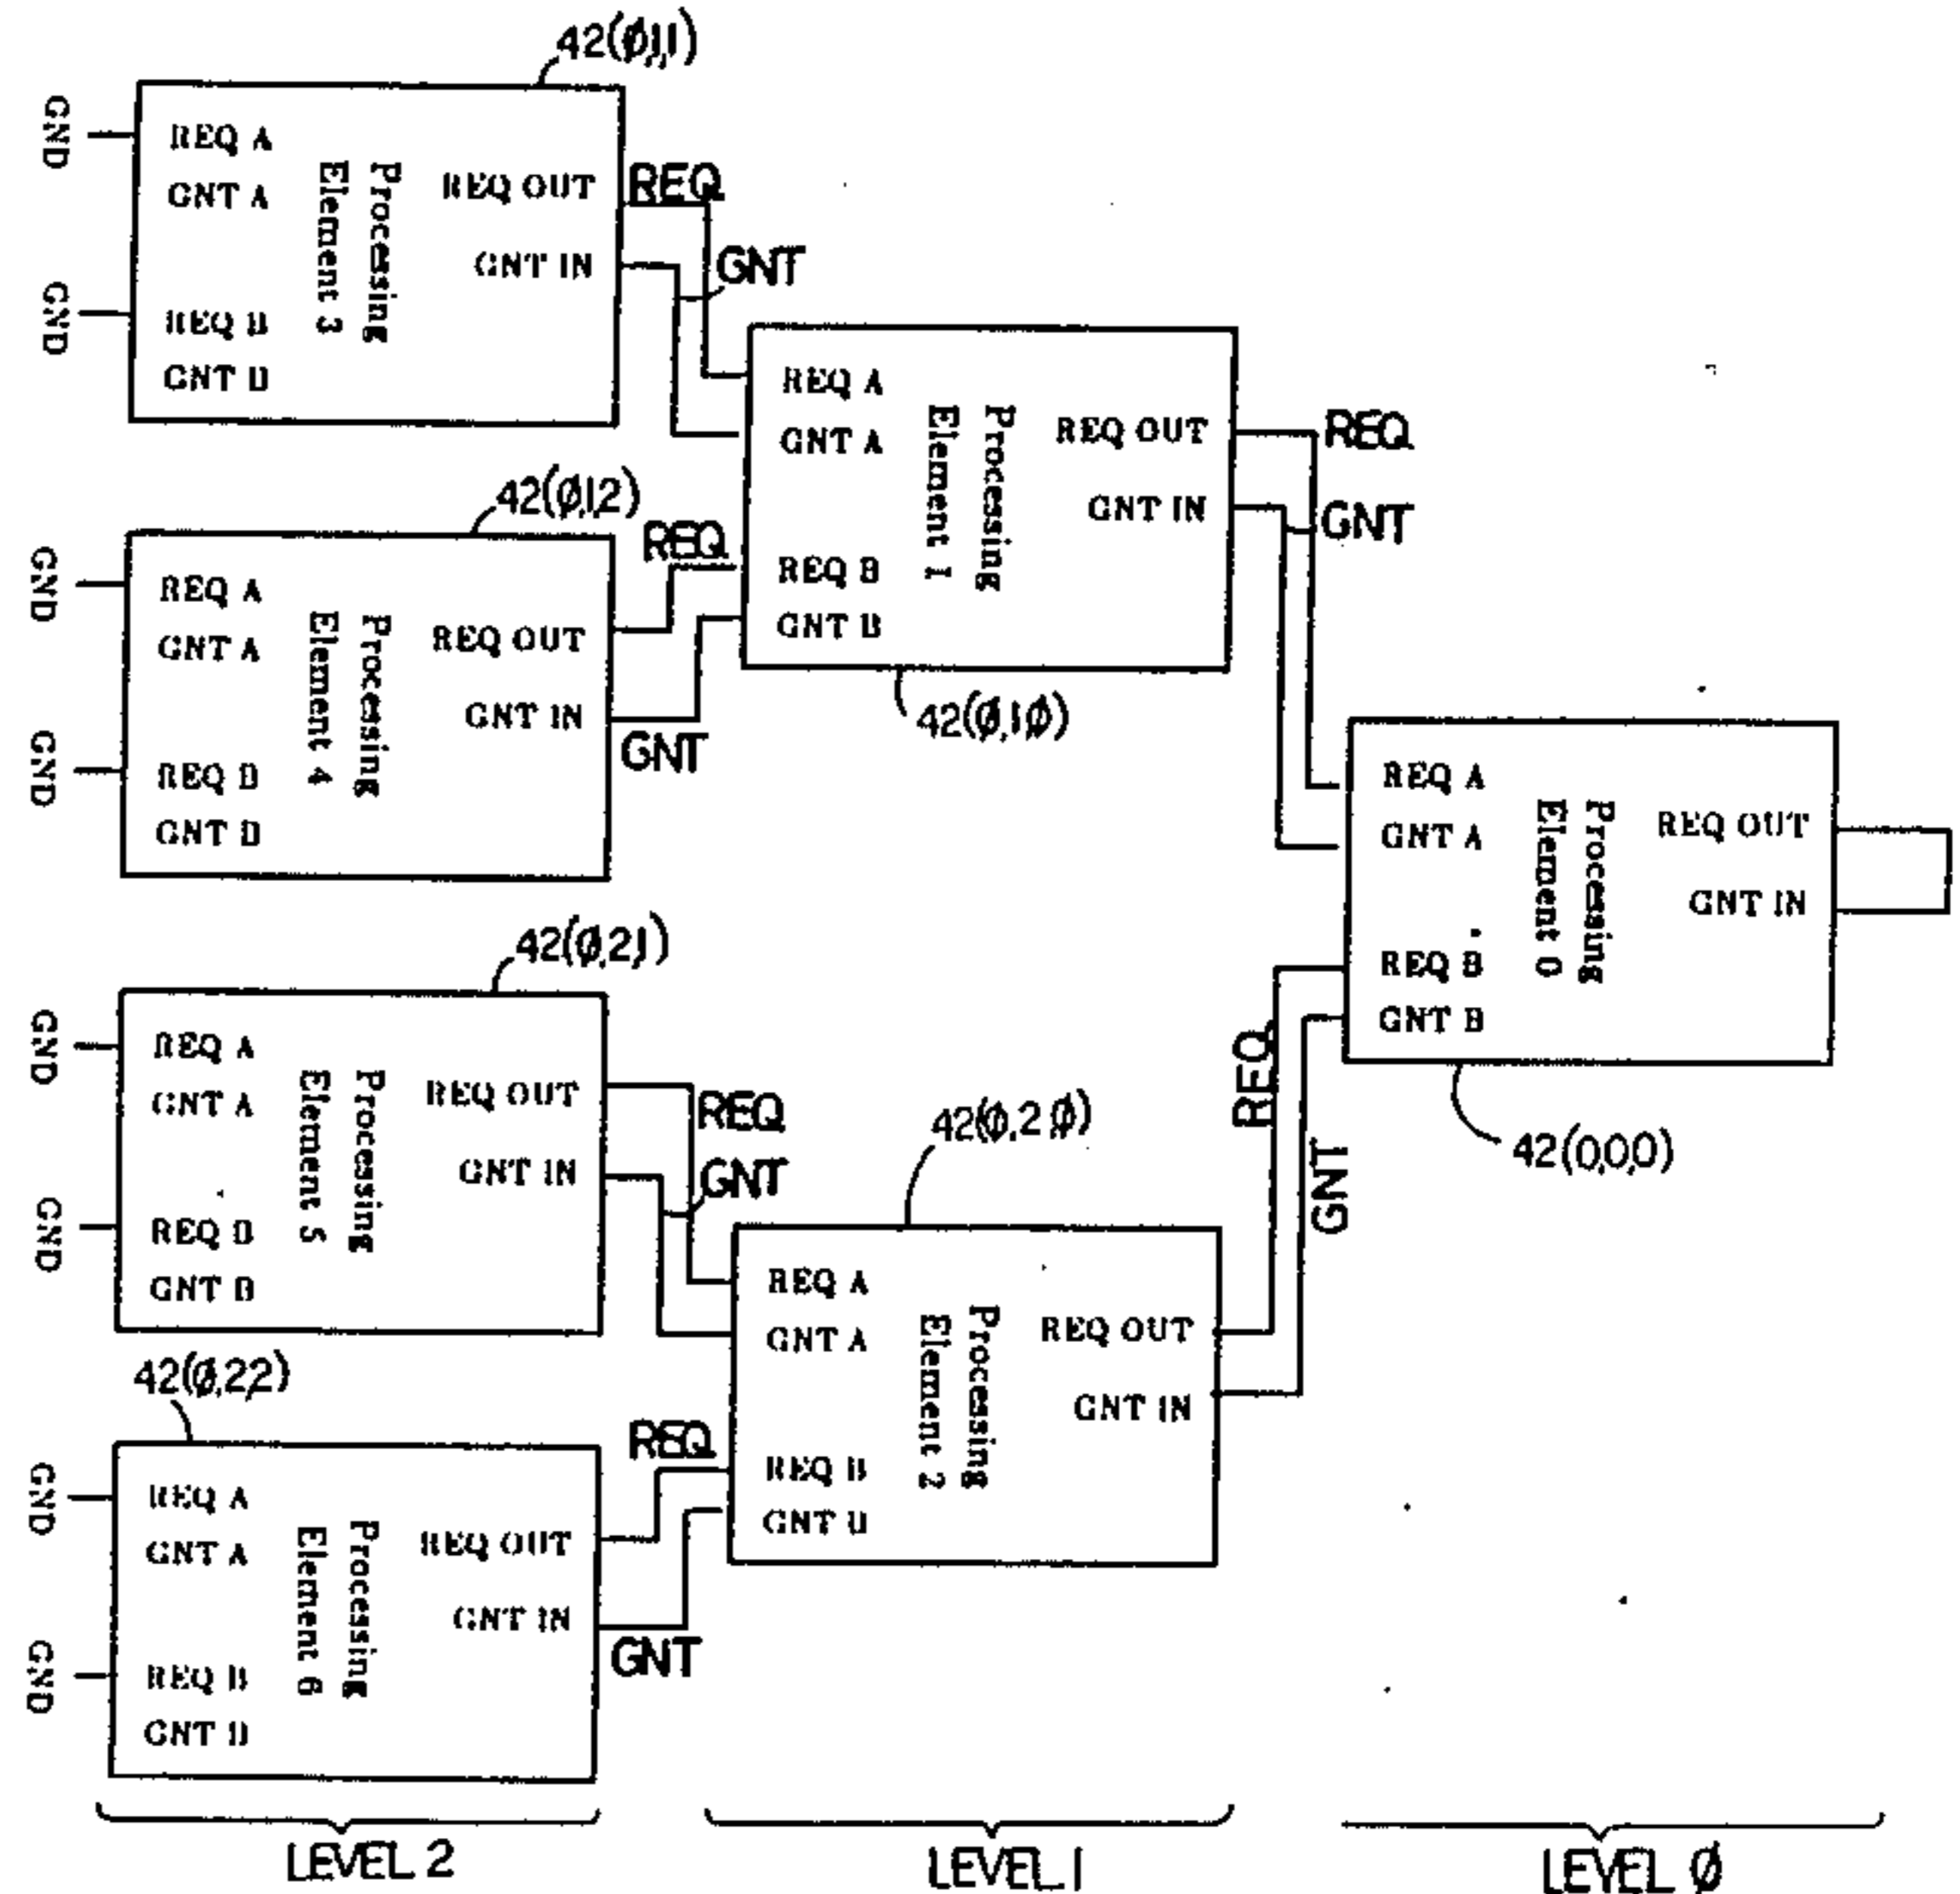 42(ϕ,1,1)
GND
REQ A
GNT A
GND
REQ B
GNT B
Processing
Element 3
REQ OUT
GNT IN
REQ
GNT
42(ϕ,1,2)
GND
REQ A
GNT A
GND
REQ B
GNT B
Processing
Element 4
REQ OUT
GNT IN
REQ
GNT
REQ A
GNT A
REQ B
GNT B
Processing
Element 1
REQ OUT
GNT IN
42(ϕ,1,ϕ)
REQ
GNT
REQ A
GNT A
REQ B
GNT B
Processing
Element 0
REQ OUT
GNT IN
42(0,0,0)
42(ϕ,2,1)
GND
REQ A
GNT A
GND
REQ B
GNT B
Processing
Element 5
REQ OUT
GNT IN
REQ
GNT
42(ϕ,2,ϕ)
REQ A
GNT A
REQ B
GNT B
Processing
Element 2
REQ OUT
GNT IN
REQ
GNT
42(ϕ,2,2)
GND
REQ A
GNT A
GND
REQ B
GNT B
Processing
Element 6
REQ OUT
GNT IN
REQ
GNT
LEVEL 2
LEVEL 1
LEVEL ϕ